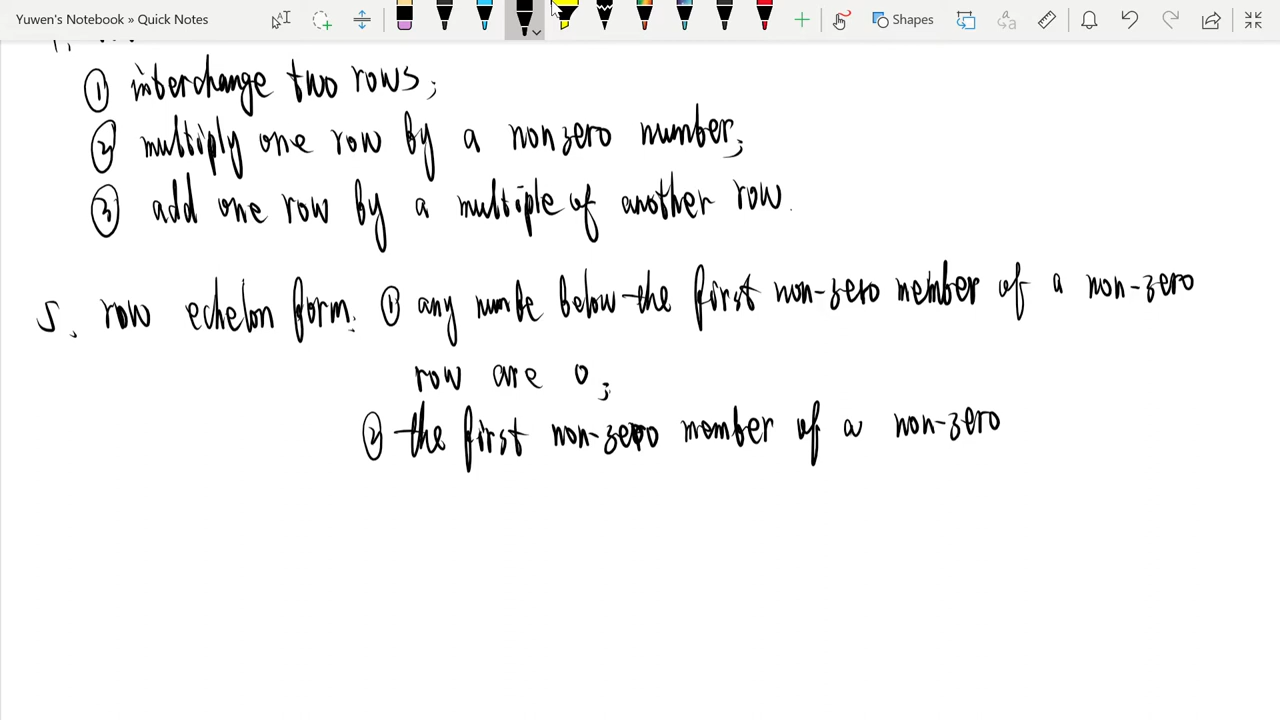 Yuwen's Notebook » Quick Notes
Shapes
① interchange two rows;
② multiply one row by a nonzero number;
③ add one row by a multiple of another row.
5. row echelon form: ① any numbe below the first non-zero member of a non-zero
row are 0;
② the first non-zero member of a non-zero